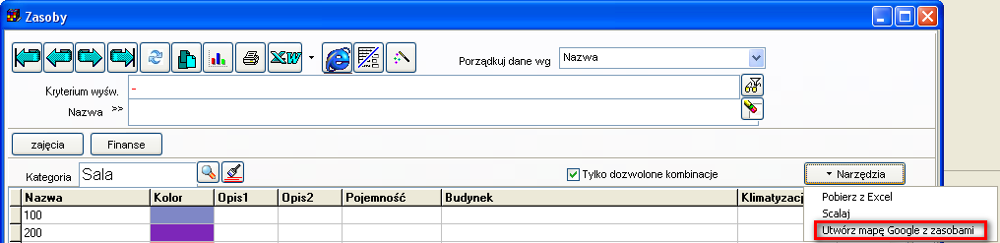 Zasoby
X.W
Porządkuj dane wg Nazwa
Kryterium wyśw. -
Nazwa >>
zajęcia Finanse
Kategoria Sala Tylko dozwolone kombinacje Narzędzia
Nazwa Kolor Opis1 Opis2 Pojemność Budynek Klimatyzacj
100
200
Pobierz z Excel
Scalaj
Utwórz mapę Google z zasobami